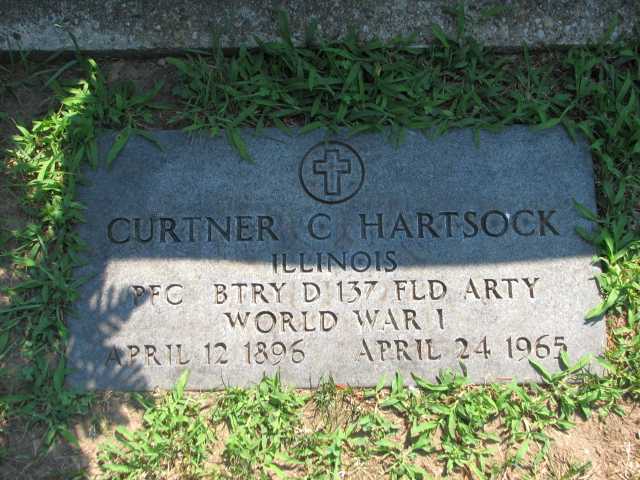 CURTNER C HARTSOCK
ILLINOIS
PFC BTRY D 137 FLD ARTY
WORLD WAR I
APRIL 12 1896 APRIL 24 1965